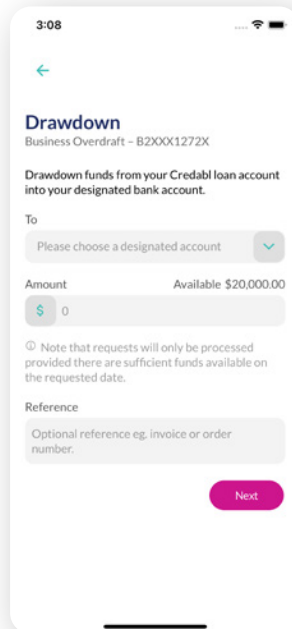 3:08
Drawdown
Business Overdraft – B2XXX1272X
Drawdown funds from your Credabl loan account
into your designated bank account.
To
Please choose a designated account
Amount Available $20,000.00
$ 0
ⓘ Note that requests will only be processed
provided there are sufficient funds available on
the requested date.
Reference
Optional reference eg. invoice or order
number.
Next